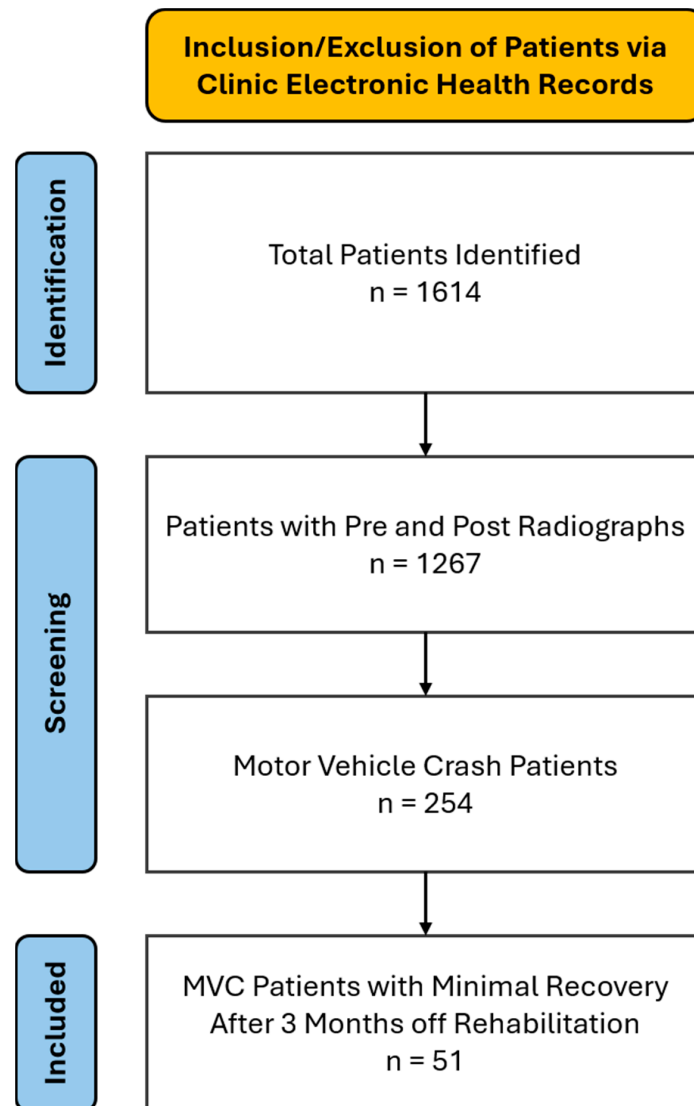 Inclusion/Exclusion of Patients via
Clinic Electronic Health Records
Identification
Total Patients Identified
n = 1614
Screening
Patients with Pre and Post Radiographs
n = 1267
Motor Vehicle Crash Patients
n = 254
Included
MVC Patients with Minimal Recovery
After 3 Months off Rehabilitation
n = 51